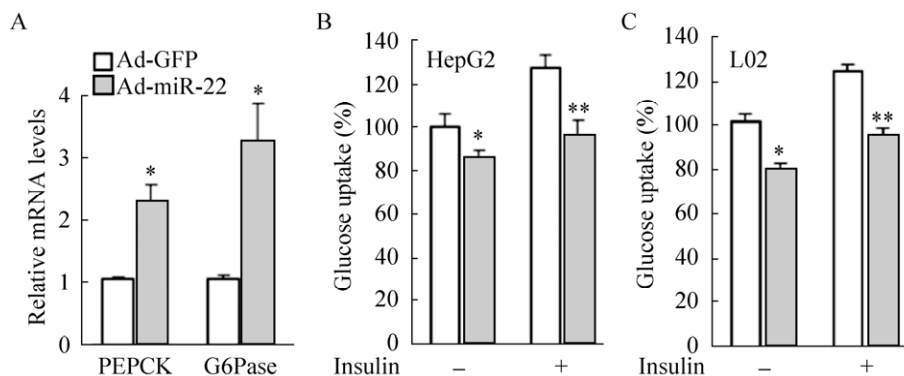 A
Ad-GFP
Ad-miR-22
Relative mRNA levels
4
3
2
1
0
*
*
PEPCK G6Pase
B
HepG2
Glucose uptake (%)
140
120
100
80
60
40
20
0
*
**
Insulin – +
C
L02
Glucose uptake (%)
140
120
100
80
60
40
20
0
*
**
Insulin – +